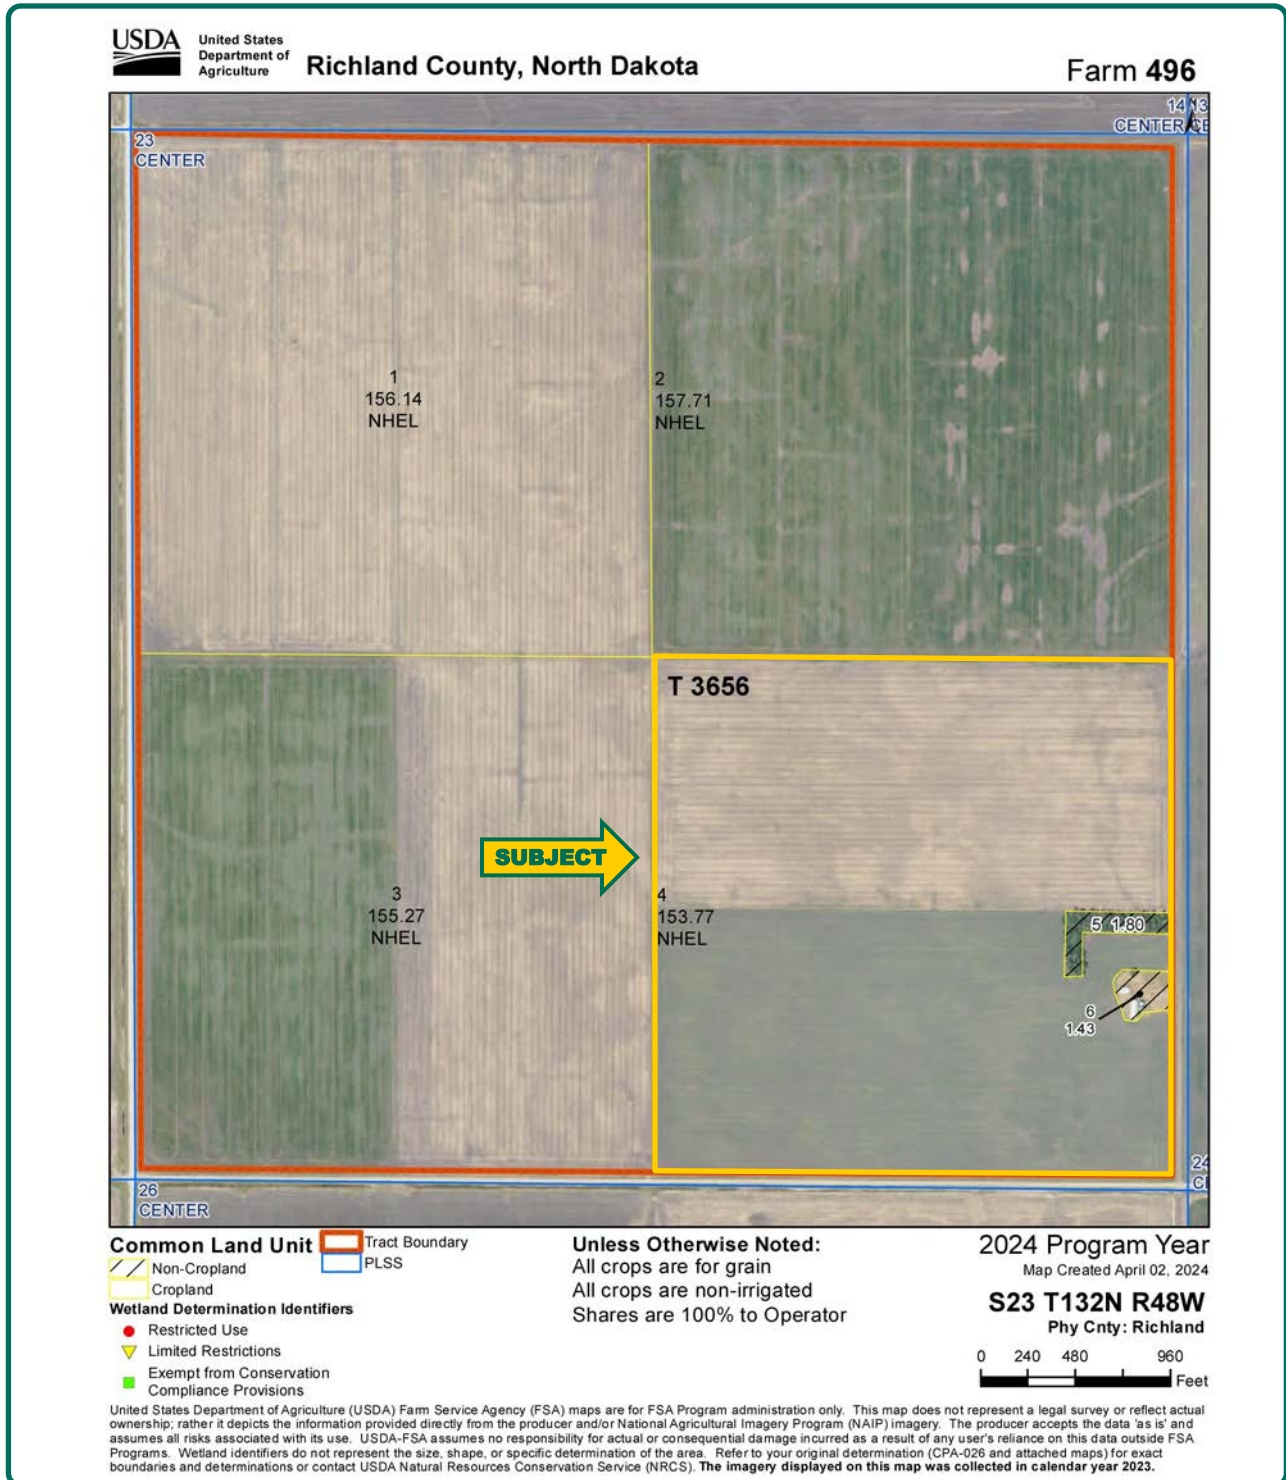 USDA
United States
Department of
Agriculture
Richland County, North Dakota
Farm 496
14 13
CENTER CE
23
CENTER
1
156.14
NHEL
2
157.71
NHEL
T 3656
SUBJECT
3
155.27
NHEL
4
153.77
NHEL
5 1.80
6
1.43
24
26
CENTER
Common Land Unit
Non-Cropland
Cropland
Tract Boundary
PLSS
Wetland Determination Identifiers
Restricted Use
Limited Restrictions
Exempt from Conservation
Compliance Provisions
Unless Otherwise Noted:
All crops are for grain
All crops are non-irrigated
Shares are 100% to Operator
2024 Program Year
Map Created April 02, 2024
S23 T132N R48W
Phy Cnty: Richland
0 240 480 960
Feet
United States Department of Agriculture (USDA) Farm Service Agency (FSA) maps are for FSA Program administration only. This map does not represent a legal survey or reflect actual
ownership; rather it depicts the information provided directly from the producer and/or National Agricultural Imagery Program (NAIP) imagery. The producer accepts the data 'as is' and
assumes all risks associated with its use. USDA-FSA assumes no responsibility for actual or consequential damage incurred as a result of any user's reliance on this data outside FSA
Programs. Wetland identifiers do not represent the size, shape, or specific determination of the area. Refer to your original determination (CPA-026 and attached maps) for exact
boundaries and determinations or contact USDA Natural Resources Conservation Service (NRCS). The imagery displayed on this map was collected in calendar year 2023.